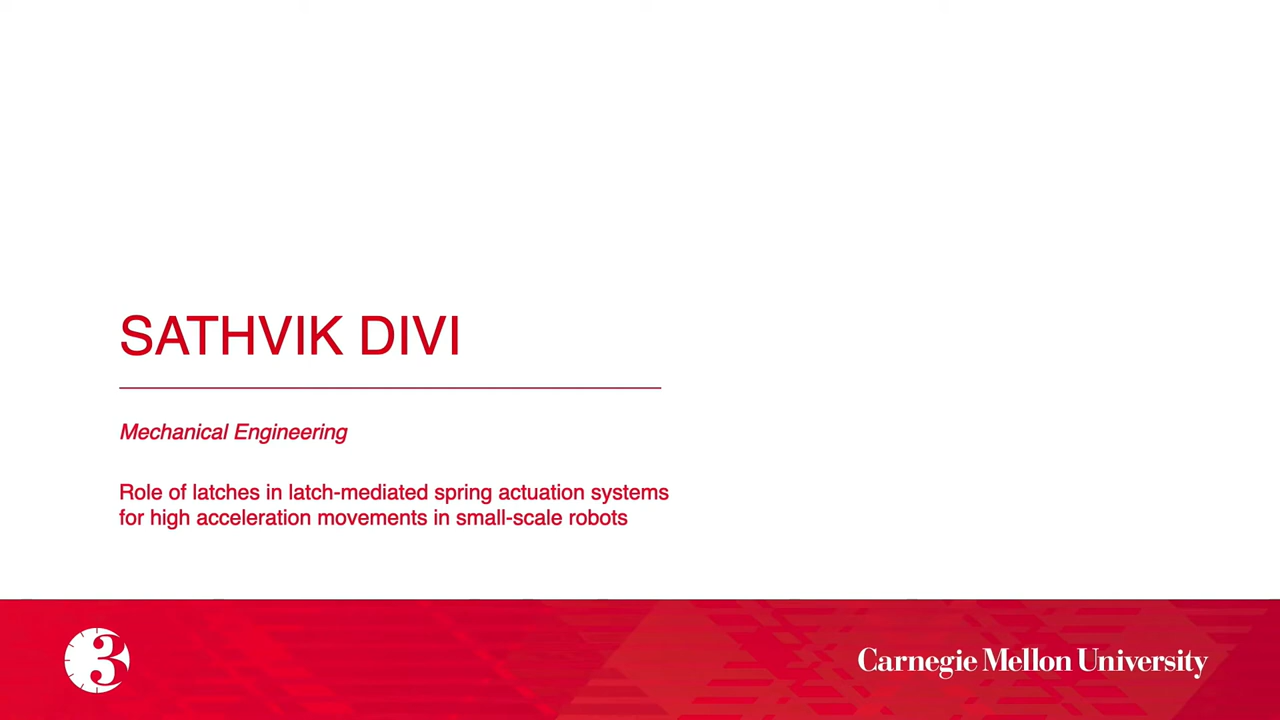 SATHVIK DIVI
Mechanical Engineering
Role of latches in latch-mediated spring actuation systems
for high acceleration movements in small-scale robots
3
Carnegie Mellon University